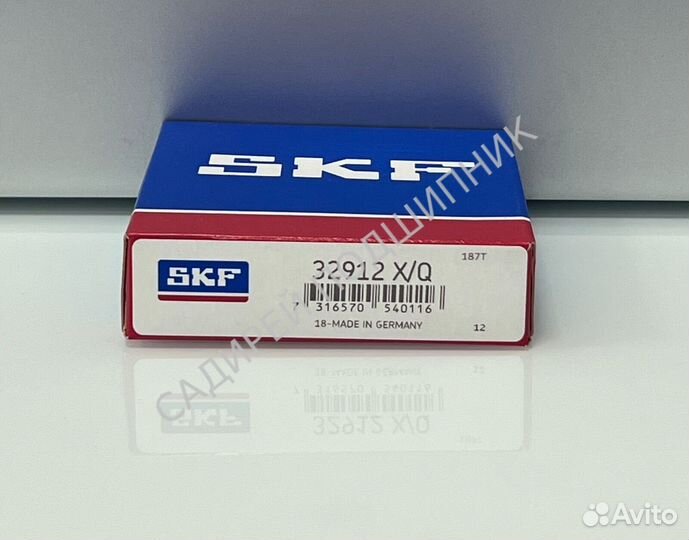 SKF
SKF
32912 X/Q
187T
7 316570 540116
18-MADE IN GERMANY
12
САДИРЕЙ ПОДШИПНИК
Avito